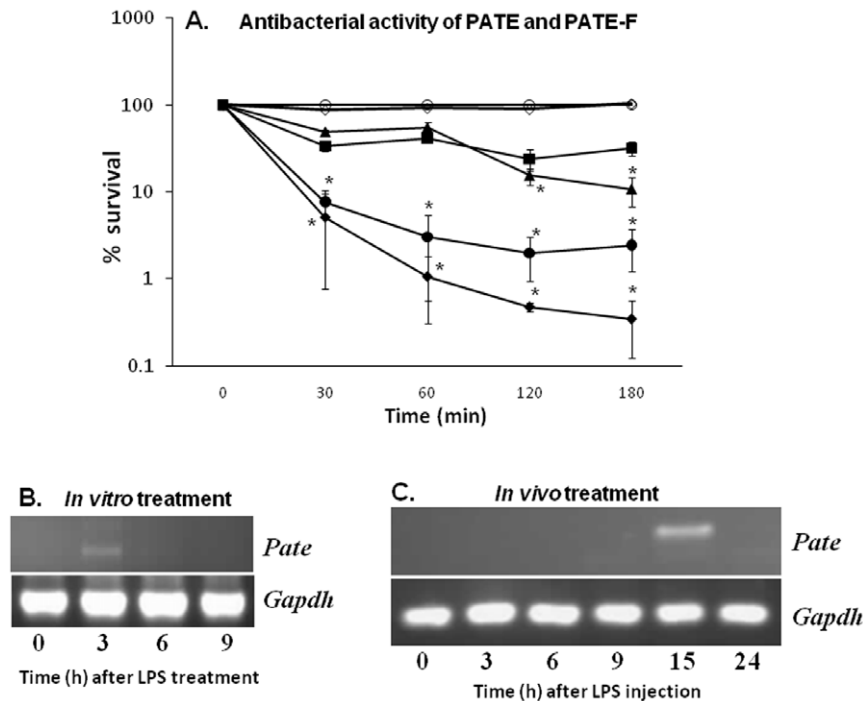 A. Antibacterial activity of PATE and PATE-F
1000
100
10
1
0.1
% survival
* * * * * * * * * *
0 30 60 120 180
Time (min)
B. In vitro treatment
Pate
Gapdh
0 3 6 9
Time (h) after LPS treatment
C. In vivo treatment
Pate
Gapdh
0 3 6 9 15 24
Time (h) after LPS injection